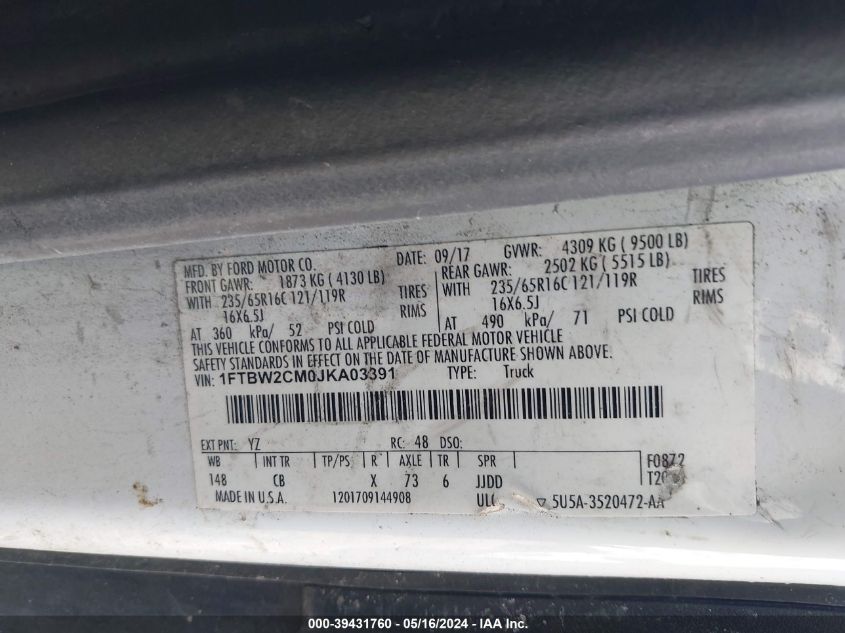 MFD. BY FORD MOTOR CO. DATE: 09/17 GVWR: 4309 KG ( 9500 LB)
FRONT GAWR: 1873 KG ( 4130 LB) REAR GAWR: 2502 KG ( 5515 LB)
WITH 235/65R16C 121/119R TIRES WITH 235/65R16C 121/119R TIRES
16X6.5J RIMS 16X6.5J RIMS
AT 360 kPa/ 52 PSI COLD AT 490 kPa/ 71 PSI COLD
THIS VEHICLE CONFORMS TO ALL APPLICABLE FEDERAL MOTOR VEHICLE
SAFETY STANDARDS IN EFFECT ON THE DATE OF MANUFACTURE SHOWN ABOVE.
VIN: 1FTBW2CM0JKA03391 TYPE: Truck
EXT PNT: YZ RC: 48 DSO:
WB INT TR TP/PS R AXLE TR SPR F0872
148 CB X 73 6 JJDD
MADE IN U.S.A. 1201709144908 5U5A-3520472-AA
000-39431760 - 05/16/2024 - IAAI.COM